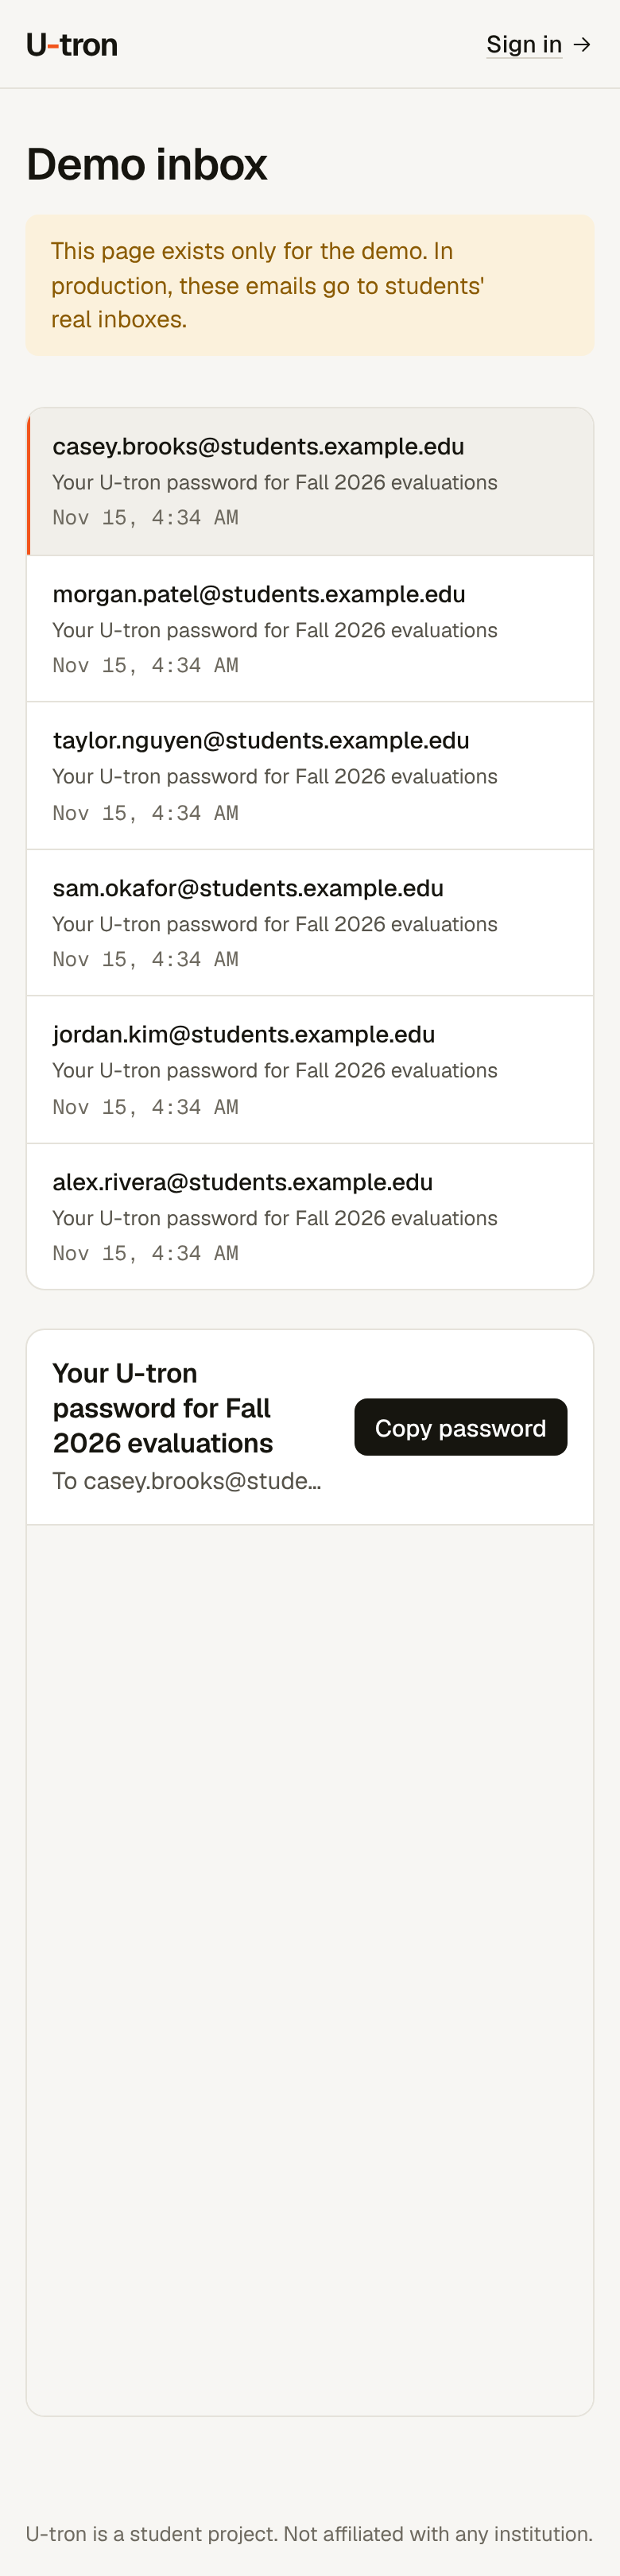 U-tron
Sign in →
Demo inbox
This page exists only for the demo. In
production, these emails go to students'
real inboxes.
casey.brooks@students.example.edu
Your U-tron password for Fall 2026 evaluations
Nov 15, 4:34 AM
morgan.patel@students.example.edu
Your U-tron password for Fall 2026 evaluations
Nov 15, 4:34 AM
taylor.nguyen@students.example.edu
Your U-tron password for Fall 2026 evaluations
Nov 15, 4:34 AM
sam.okafor@students.example.edu
Your U-tron password for Fall 2026 evaluations
Nov 15, 4:34 AM
jordan.kim@students.example.edu
Your U-tron password for Fall 2026 evaluations
Nov 15, 4:34 AM
alex.rivera@students.example.edu
Your U-tron password for Fall 2026 evaluations
Nov 15, 4:34 AM
Your U-tron
password for Fall
2026 evaluations
To casey.brooks@stude...
Copy password
U-tron is a student project. Not affiliated with any institution.